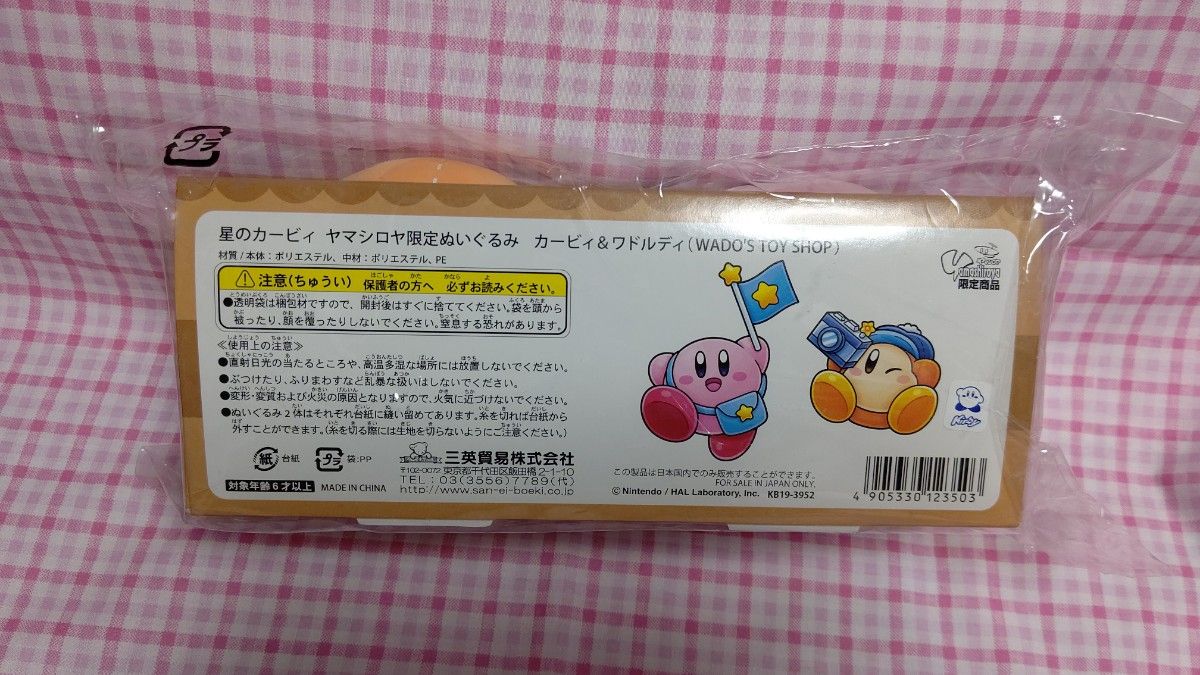 プラ
星のカービィ ヤマシロヤ限定ぬいぐるみ カービィ&ワドルディ(WADO'S TOY SHOP)
材質/本体:ポリエステル、中材:ポリエステル、PE
注意(ちゅうい) 保護者の方へ 必ずお読みください。
●透明袋は梱包材ですので、開封後はすぐに捨ててください。袋を頭から
被ったり、顔を覆ったりしないでください。窒息する恐れがあります。
≪使用上の注意≫
●直射日光の当たるところや、高温多湿な場所には放置しないでください。
●ぶつけたり、ふりまわすなど乱暴な扱いはしないでください。
●変形・変質および火災の原因となりますので、火気に近づけないでください。
●ぬいぐるみ2体はそれぞれ台紙に縫い留めてあります。糸を切れば台紙から
外すことができます。(糸を切る際には生地を切らないようにご注意ください。)
紙 台紙 プラ 袋:PP
対象年齢6才以上 MADE IN CHINA
三英貿易株式会社
〒102-0072 東京都千代田区飯田橋2-1-10
TEL:03(3556)7789(代)
http://www.san-ei-boeki.co.jp
Yamashiroya
限定商品
Kirby
この製品は日本国内でのみ販売することができます。
FOR SALE IN JAPAN ONLY.
©Nintendo / HAL Laboratory, Inc. KB19-3952
4 905330 123503